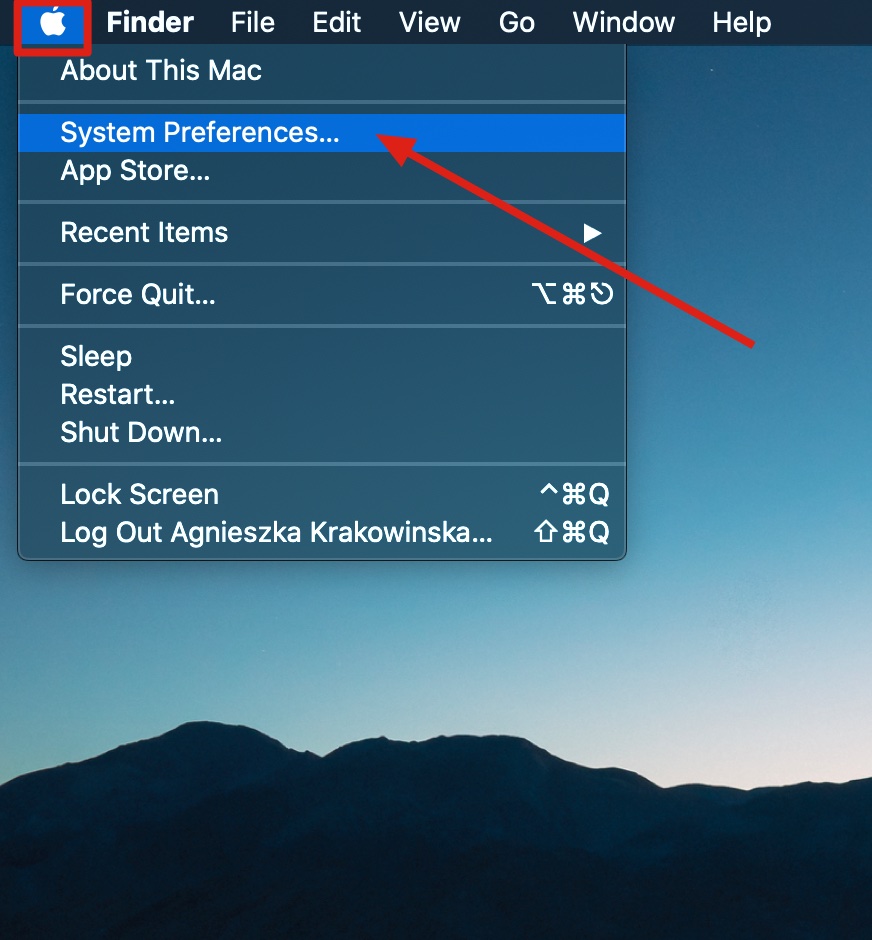 Finder File Edit View Go Window Help
About This Mac
System Preferences...
App Store...
Recent Items ▶
Force Quit... ⌥⌘⎋
Sleep
Restart...
Shut Down...
Lock Screen ^⌘Q
Log Out Agnieszka Krakowinska... ⇧⌘Q